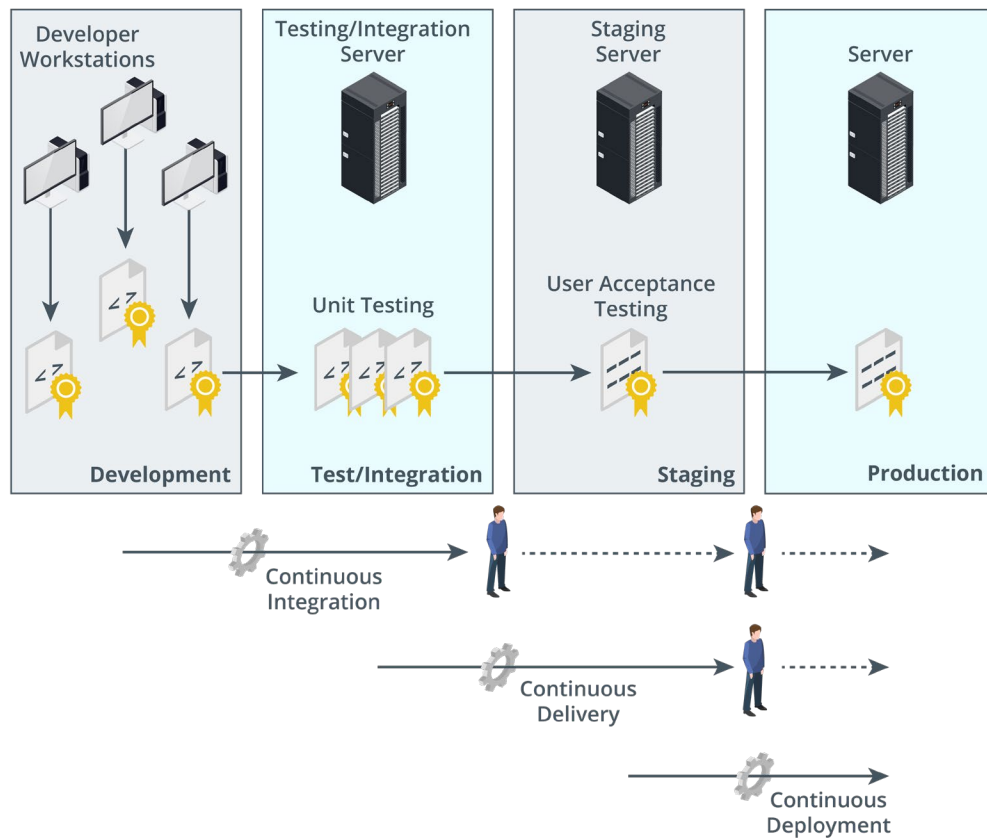 Developer
Workstations
Testing/Integration
Server
Staging
Server
Server
Unit Testing
User Acceptance
Testing
Development
Test/Integration
Staging
Production
Continuous
Integration
Continuous
Delivery
Continuous
Deployment